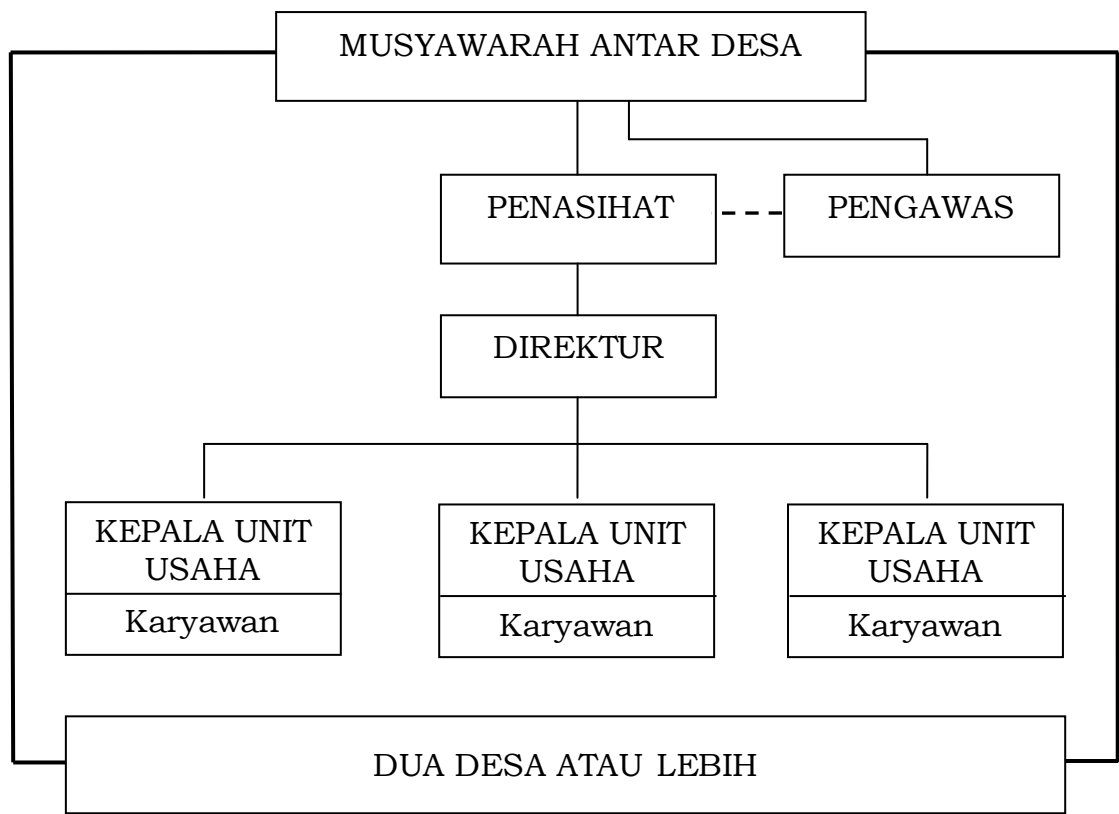 MUSYAWARAH ANTAR DESA
PENASIHAT
PENGAWAS
DIREKTUR
KEPALA UNIT
USAHA
Karyawan
KEPALA UNIT
USAHA
Karyawan
KEPALA UNIT
USAHA
Karyawan
DUA DESA ATAU LEBIH